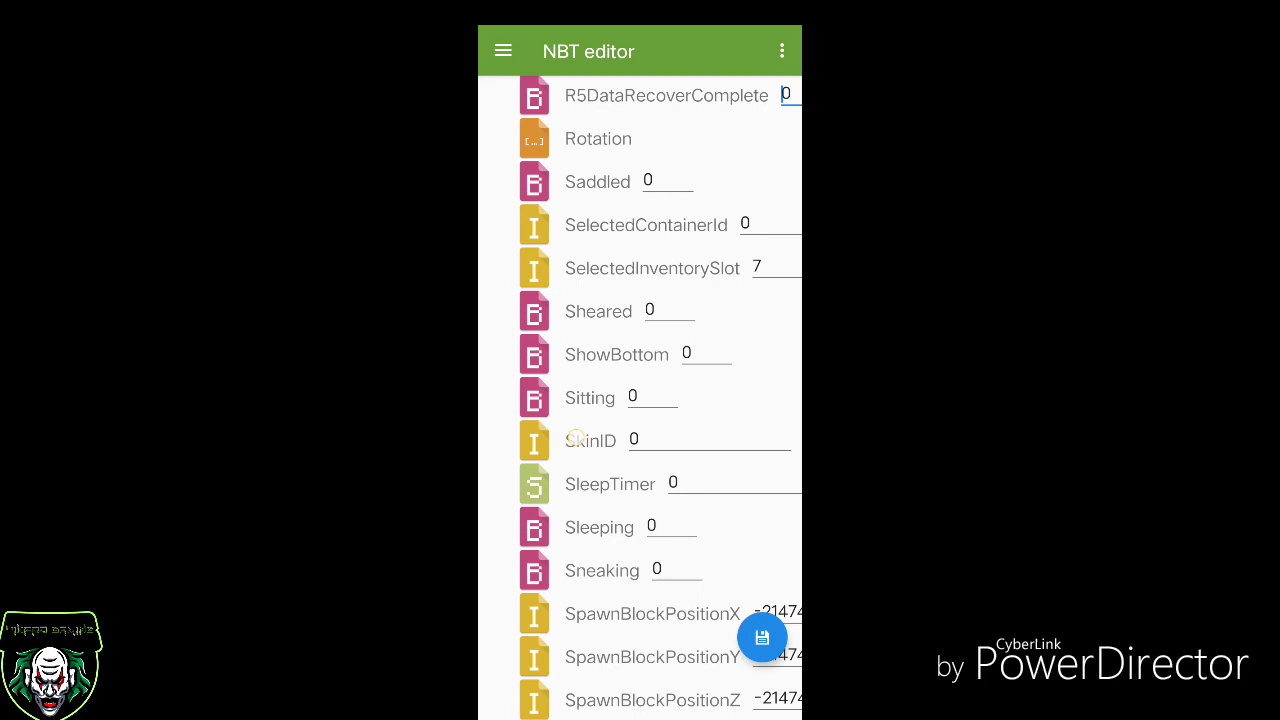 NBT editor
B R5DataRecoverComplete 0
[...] Rotation
B Saddled 0
I SelectedContainerId 0
I SelectedInventorySlot 7
B Sheared 0
B ShowBottom 0
B Sitting 0
I SkinID 0
S SleepTimer 0
B Sleeping 0
B Sneaking 0
I SpawnBlockPositionX -21474
I SpawnBlockPositionY 474
I SpawnBlockPositionZ -21474
CyberLink
by PowerDirector